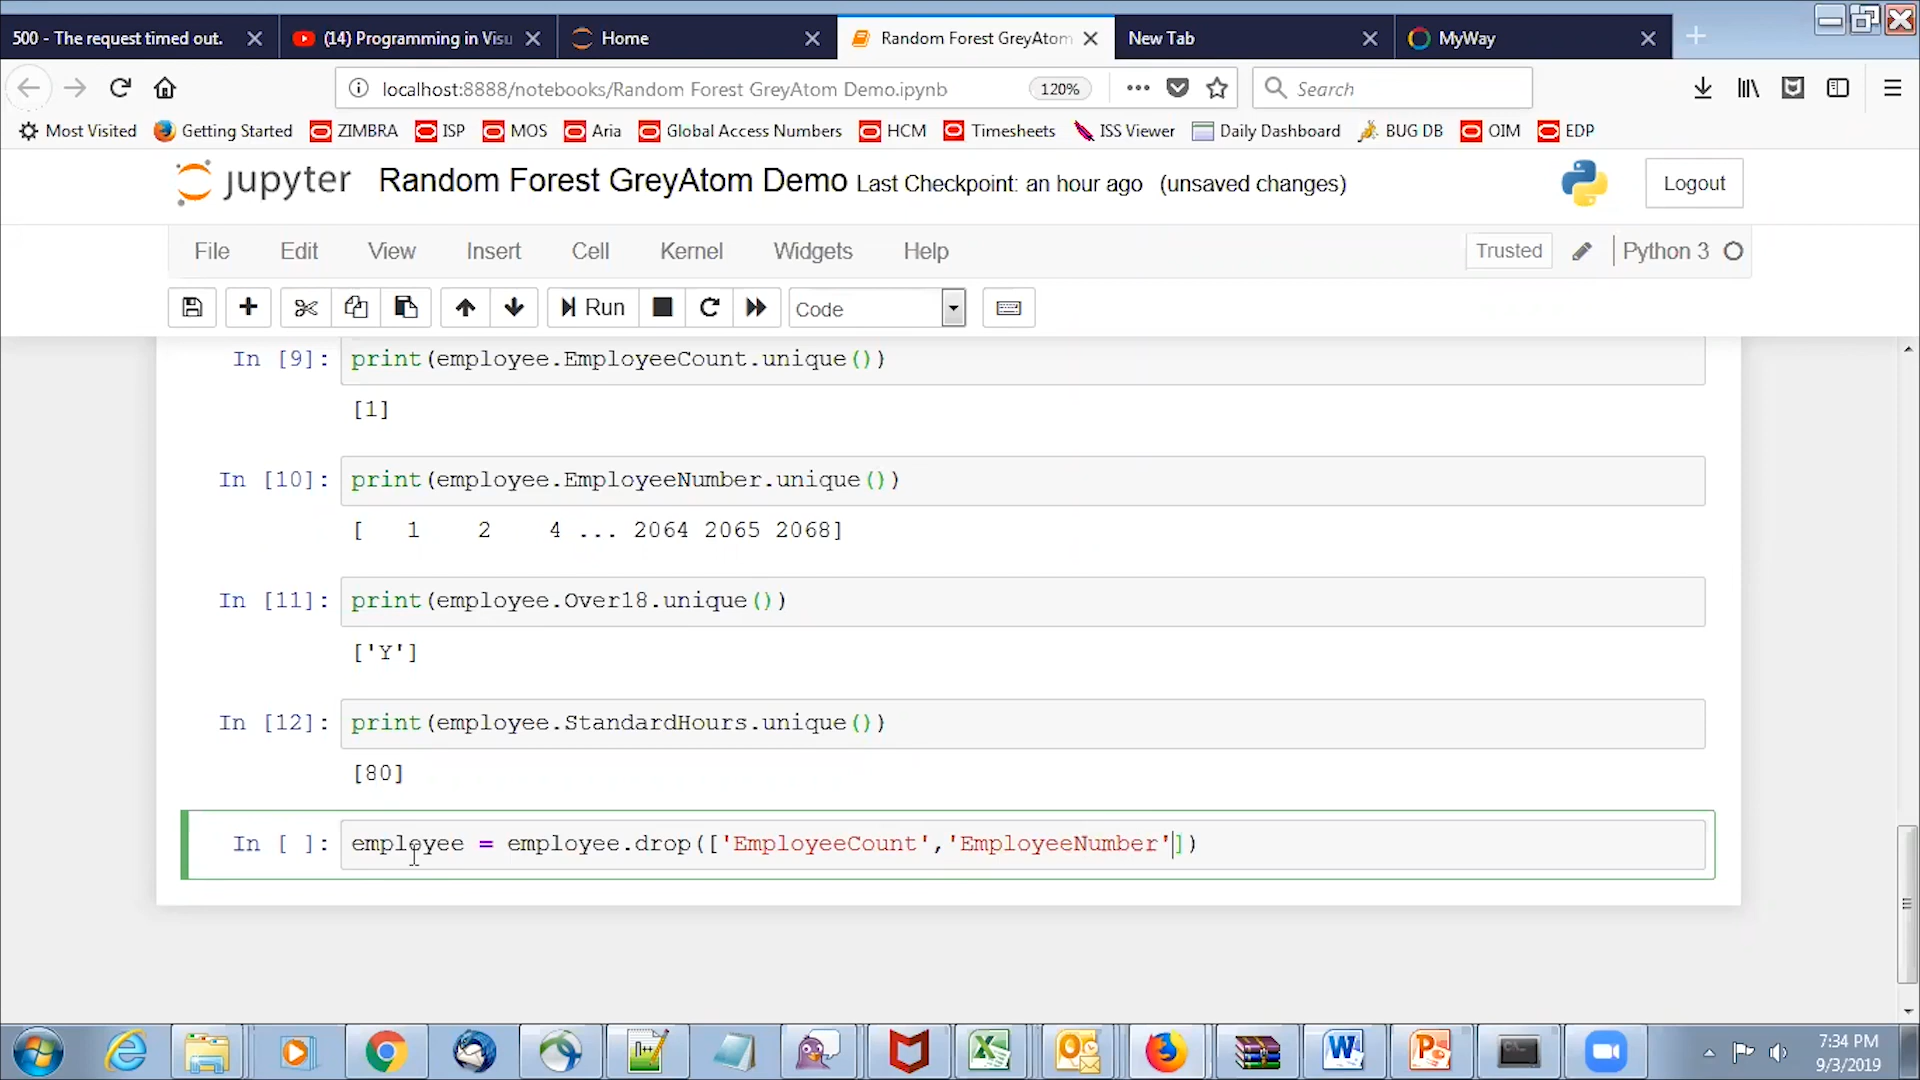 500 - The request timed out.
(14) Programming in Visu
Home
Random Forest GreyAtom
New Tab
MyWay
localhost:8888/notebooks/Random Forest GreyAtom Demo.ipynb
120%
Search
Most Visited
Getting Started
ZIMBRA
ISP
MOS
Aria
Global Access Numbers
HCM
Timesheets
ISS Viewer
Daily Dashboard
BUG DB
OIM
EDP
jupyter
Random Forest GreyAtom Demo
Last Checkpoint: an hour ago (unsaved changes)
Logout
File
Edit
View
Insert
Cell
Kernel
Widgets
Help
Trusted
Python 3
Run
Code
In [9]: print(employee.EmployeeCount.unique())
[1]
In [10]: print(employee.EmployeeNumber.unique())
[ 1 2 4 ... 2064 2065 2068]
In [11]: print(employee.Over18.unique())
['Y']
In [12]: print(employee.StandardHours.unique())
[80]
In [ ]: employee = employee.drop(['EmployeeCount','EmployeeNumber'])
7:34 PM
9/3/2019